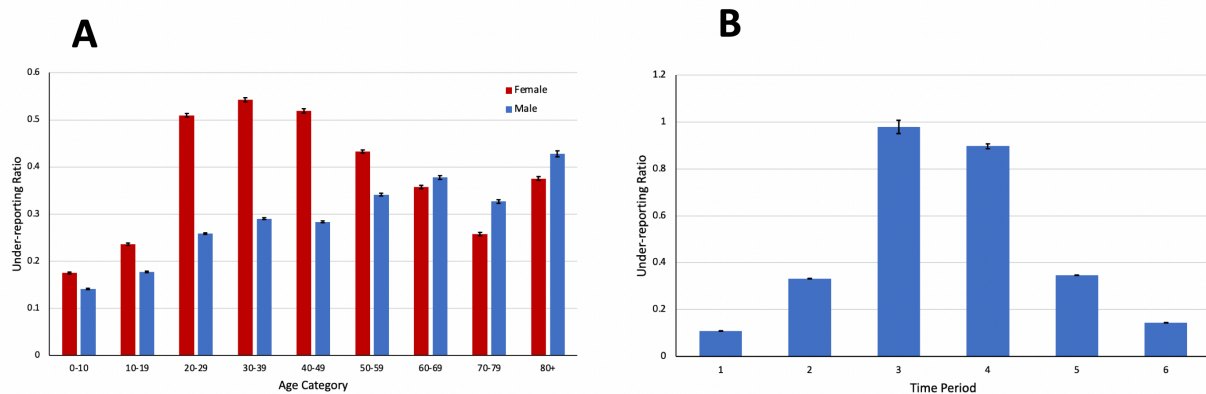 A
Under-reporting Ratio
0.6
0.5
0.4
0.3
0.2
0.1
0
Female
Male
0-10 10-19 20-29 30-39 40-49 50-59 60-69 70-79 80+
Age Category
B
Under-reporting Ratio
1.2
1
0.8
0.6
0.4
0.2
0
1 2 3 4 5 6
Time Period